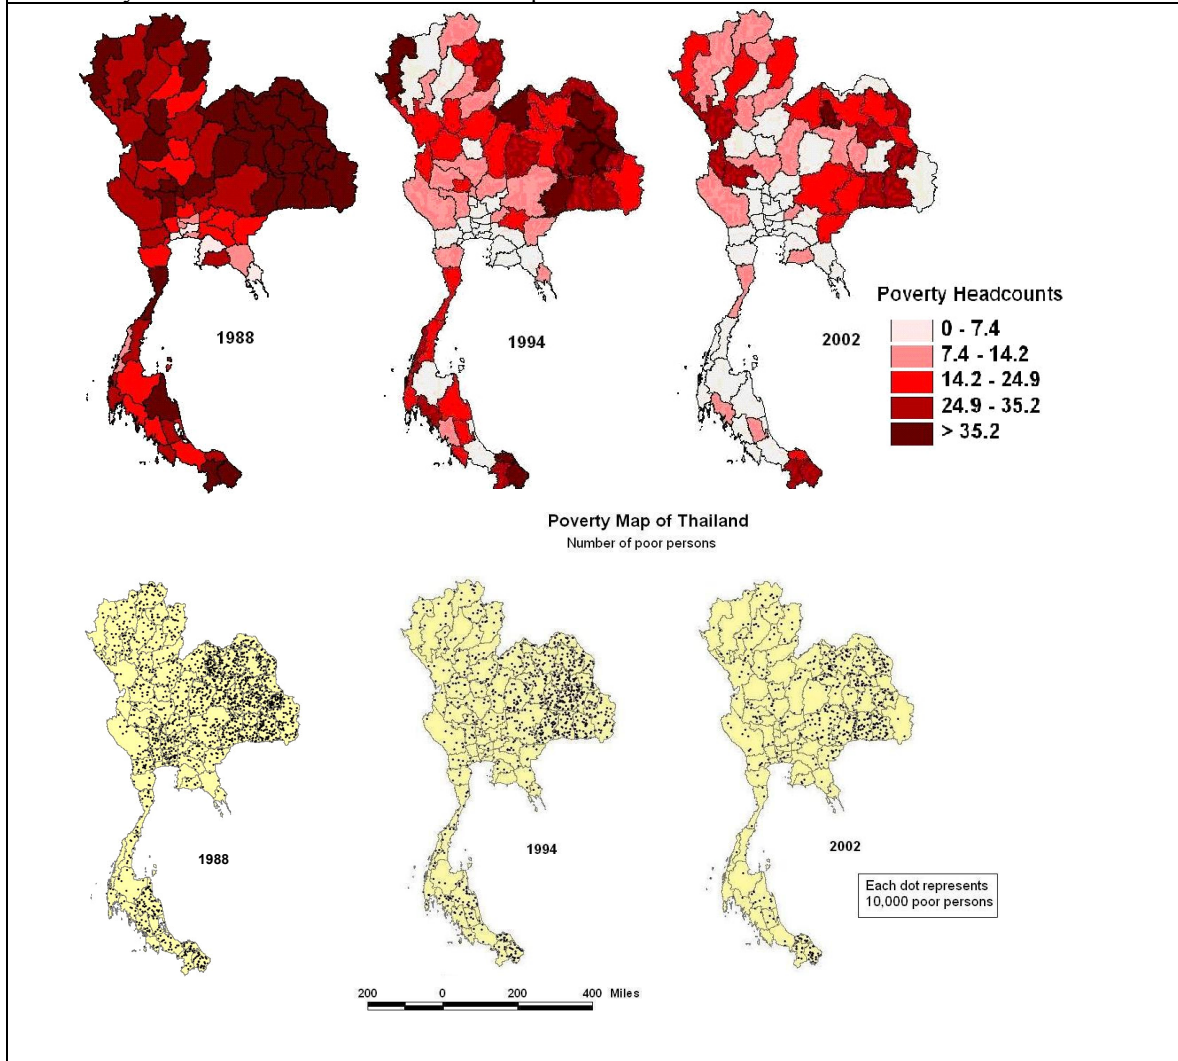 1988
1994
2002
Poverty Headcounts
0 - 7.4
7.4 - 14.2
14.2 - 24.9
24.9 - 35.2
> 35.2
Poverty Map of Thailand
Number of poor persons
1988
1994
2002
Each dot represents
10,000 poor persons
200 0 200 400 Miles